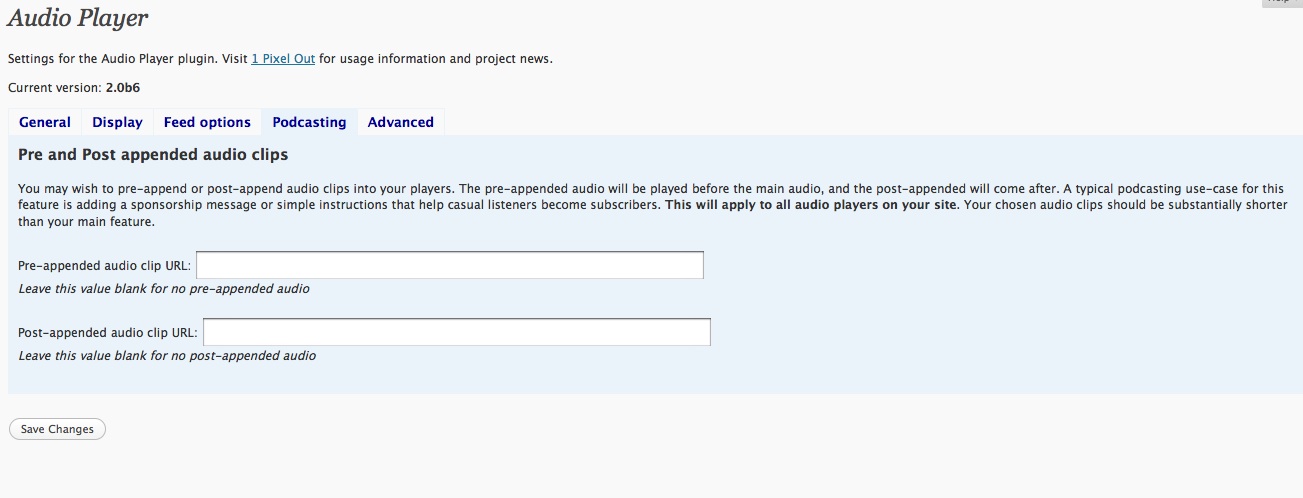 Audio Player
Settings for the Audio Player plugin. Visit 1 Pixel Out for usage information and project news.
Current version: 2.0b6
General Display Feed options Podcasting Advanced
Pre and Post appended audio clips
You may wish to pre-append or post-append audio clips into your players. The pre-appended audio will be played before the main audio, and the post-appended will come after. A typical podcasting use-case for this
feature is adding a sponsorship message or simple instructions that help casual listeners become subscribers. This will apply to all audio players on your site. Your chosen audio clips should be substantially shorter
than your main feature.
Pre-appended audio clip URL:
Leave this value blank for no pre-appended audio
Post-appended audio clip URL:
Leave this value blank for no post-appended audio
Save Changes